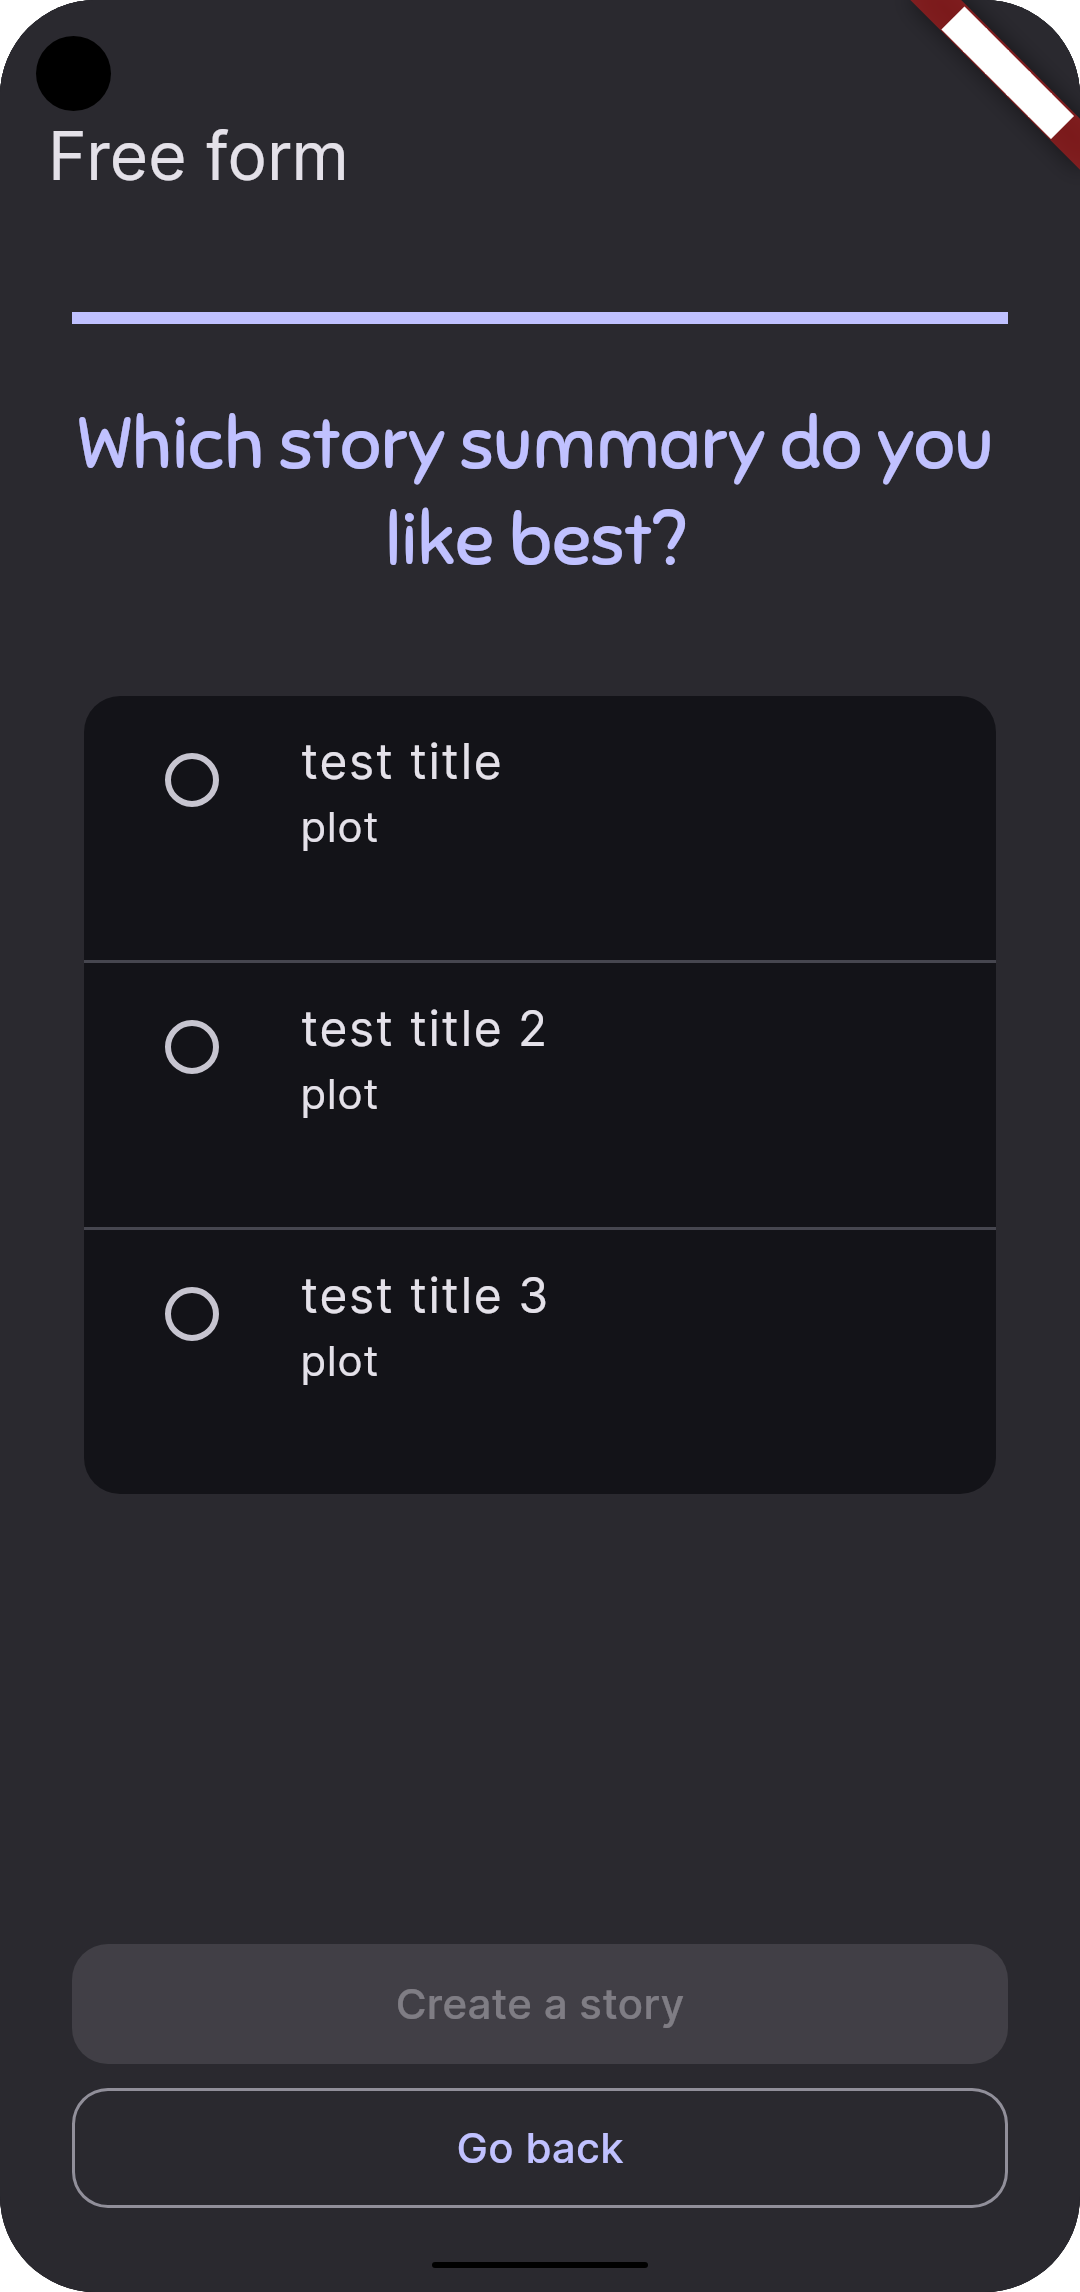 Free form
Which story summary do you
like best?
test title
plot
test title 2
plot
test title 3
plot
Create a story
Go back